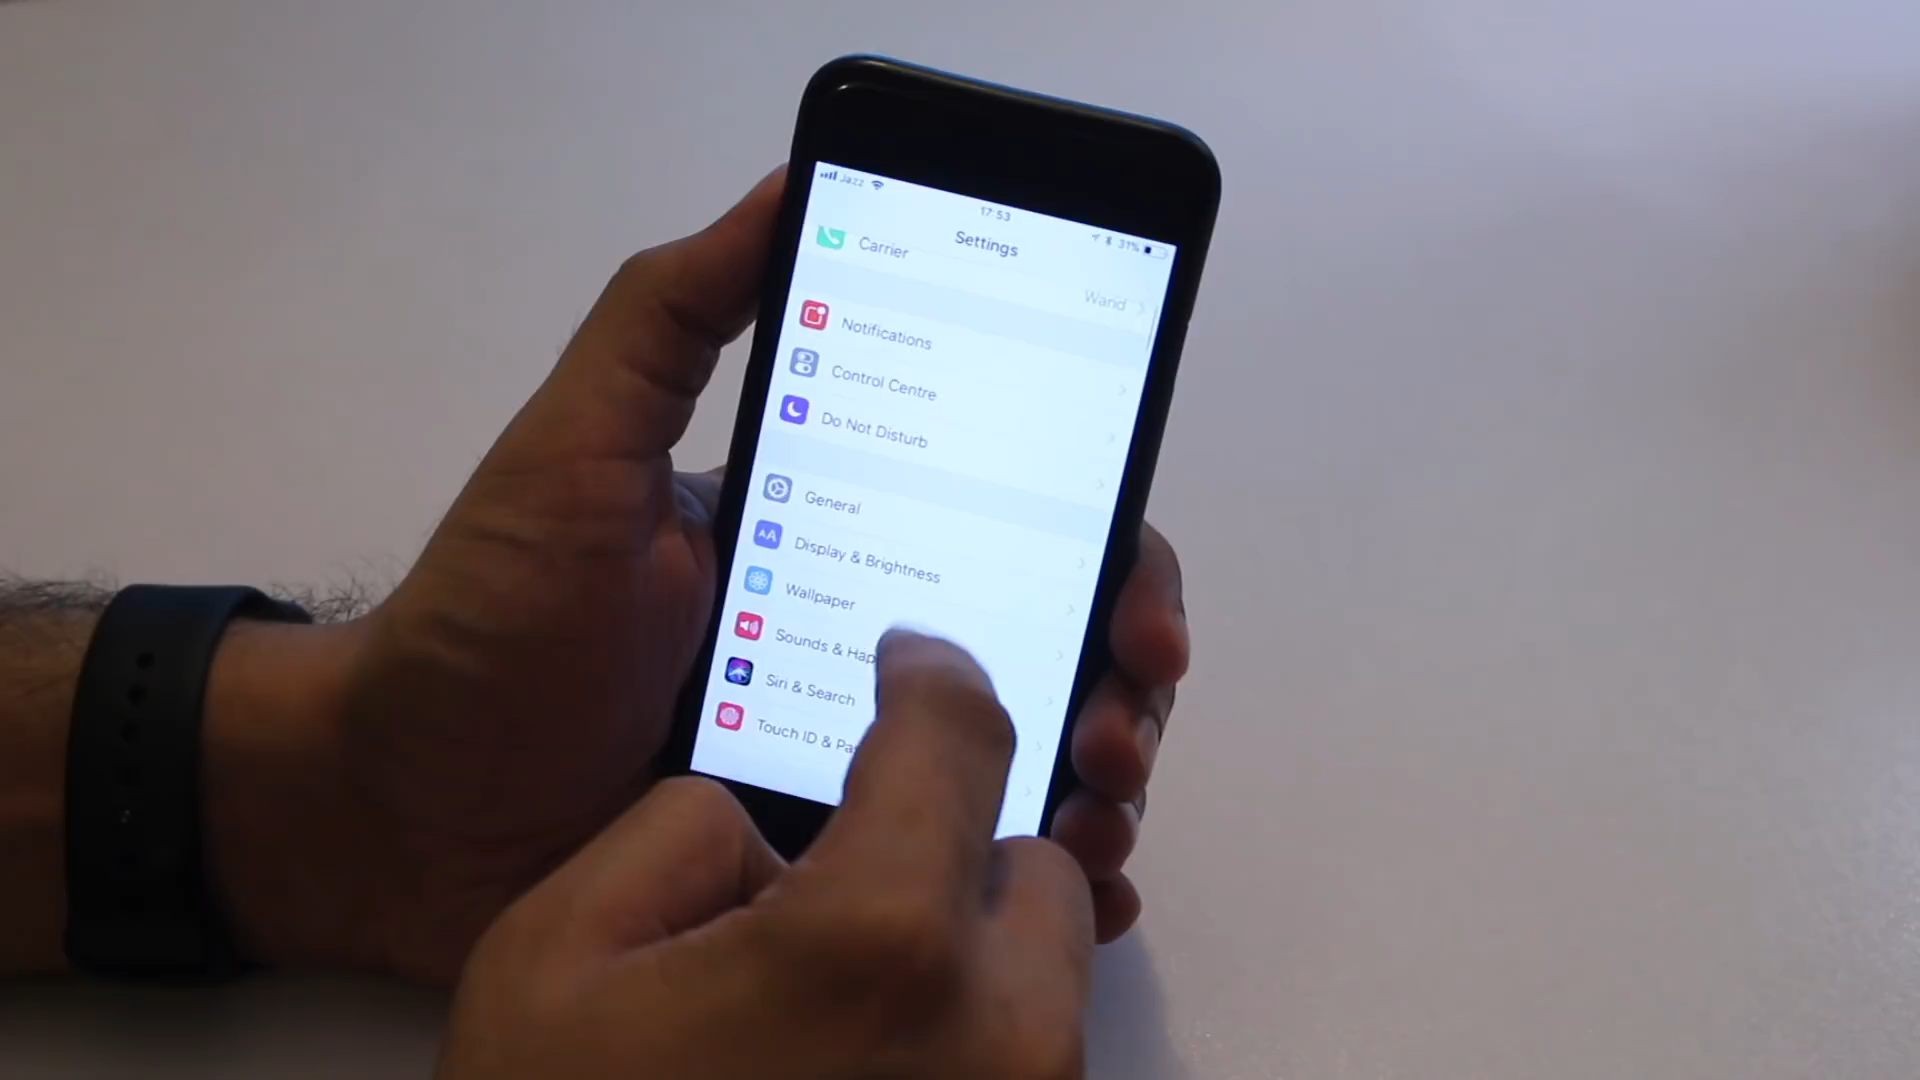 Jazz
17:53
31%
Settings
Carrier
Wand
Notifications
Control Centre
Do Not Disturb
General
AA
Display & Brightness
Wallpaper
Sounds & Hap
Siri & Search
Touch ID & Pa